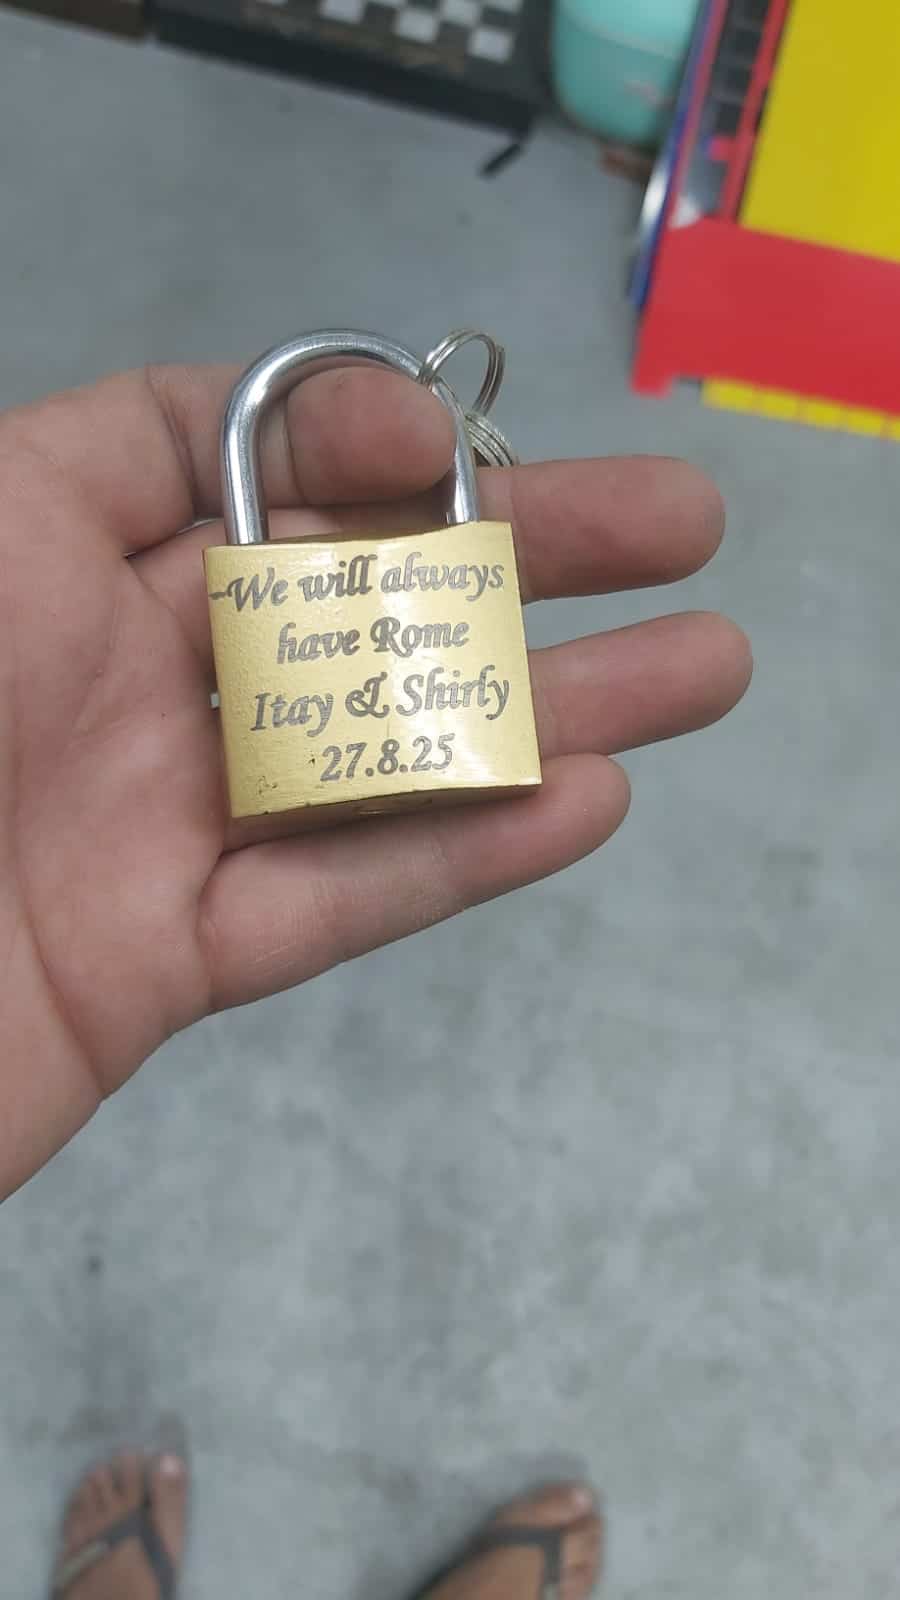 -We will always
have Rome
Itay & Shirly
27.8.25